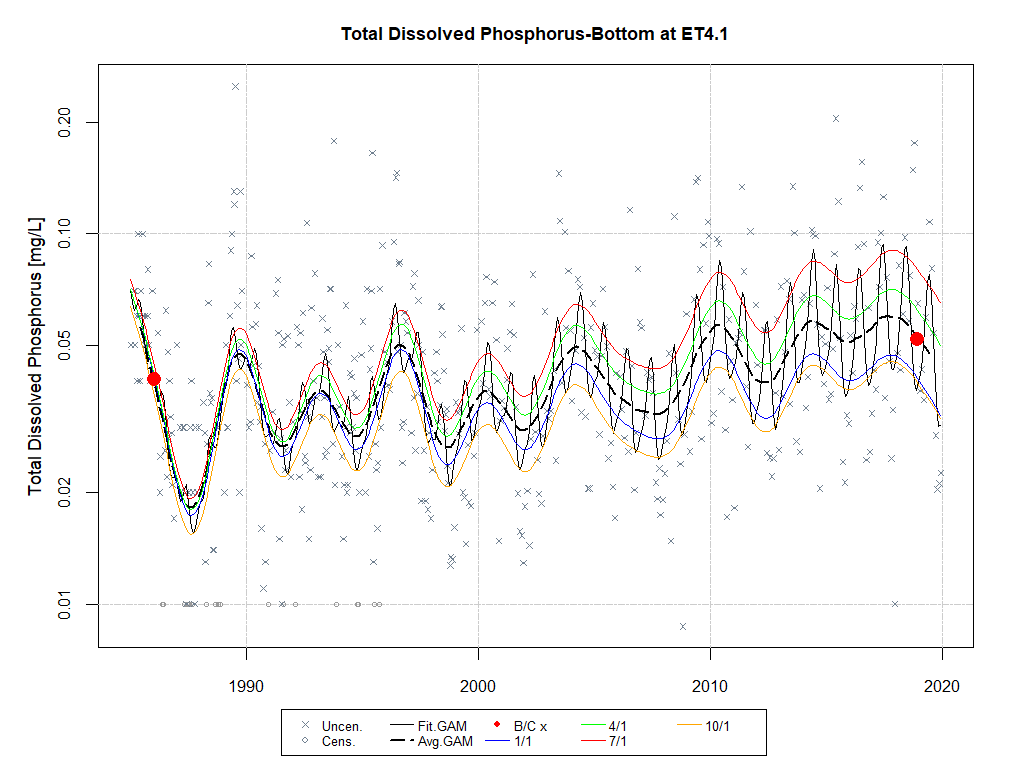 Total Dissolved Phosphorus-Bottom at ET4.1
Total Dissolved Phosphorus [mg/L]
0.20
0.10
0.05
0.02
0.01
1990 2000 2010 2020
Uncen. Fit.GAM B/C x 4/1 10/1
Cens. Avg.GAM 1/1 7/1